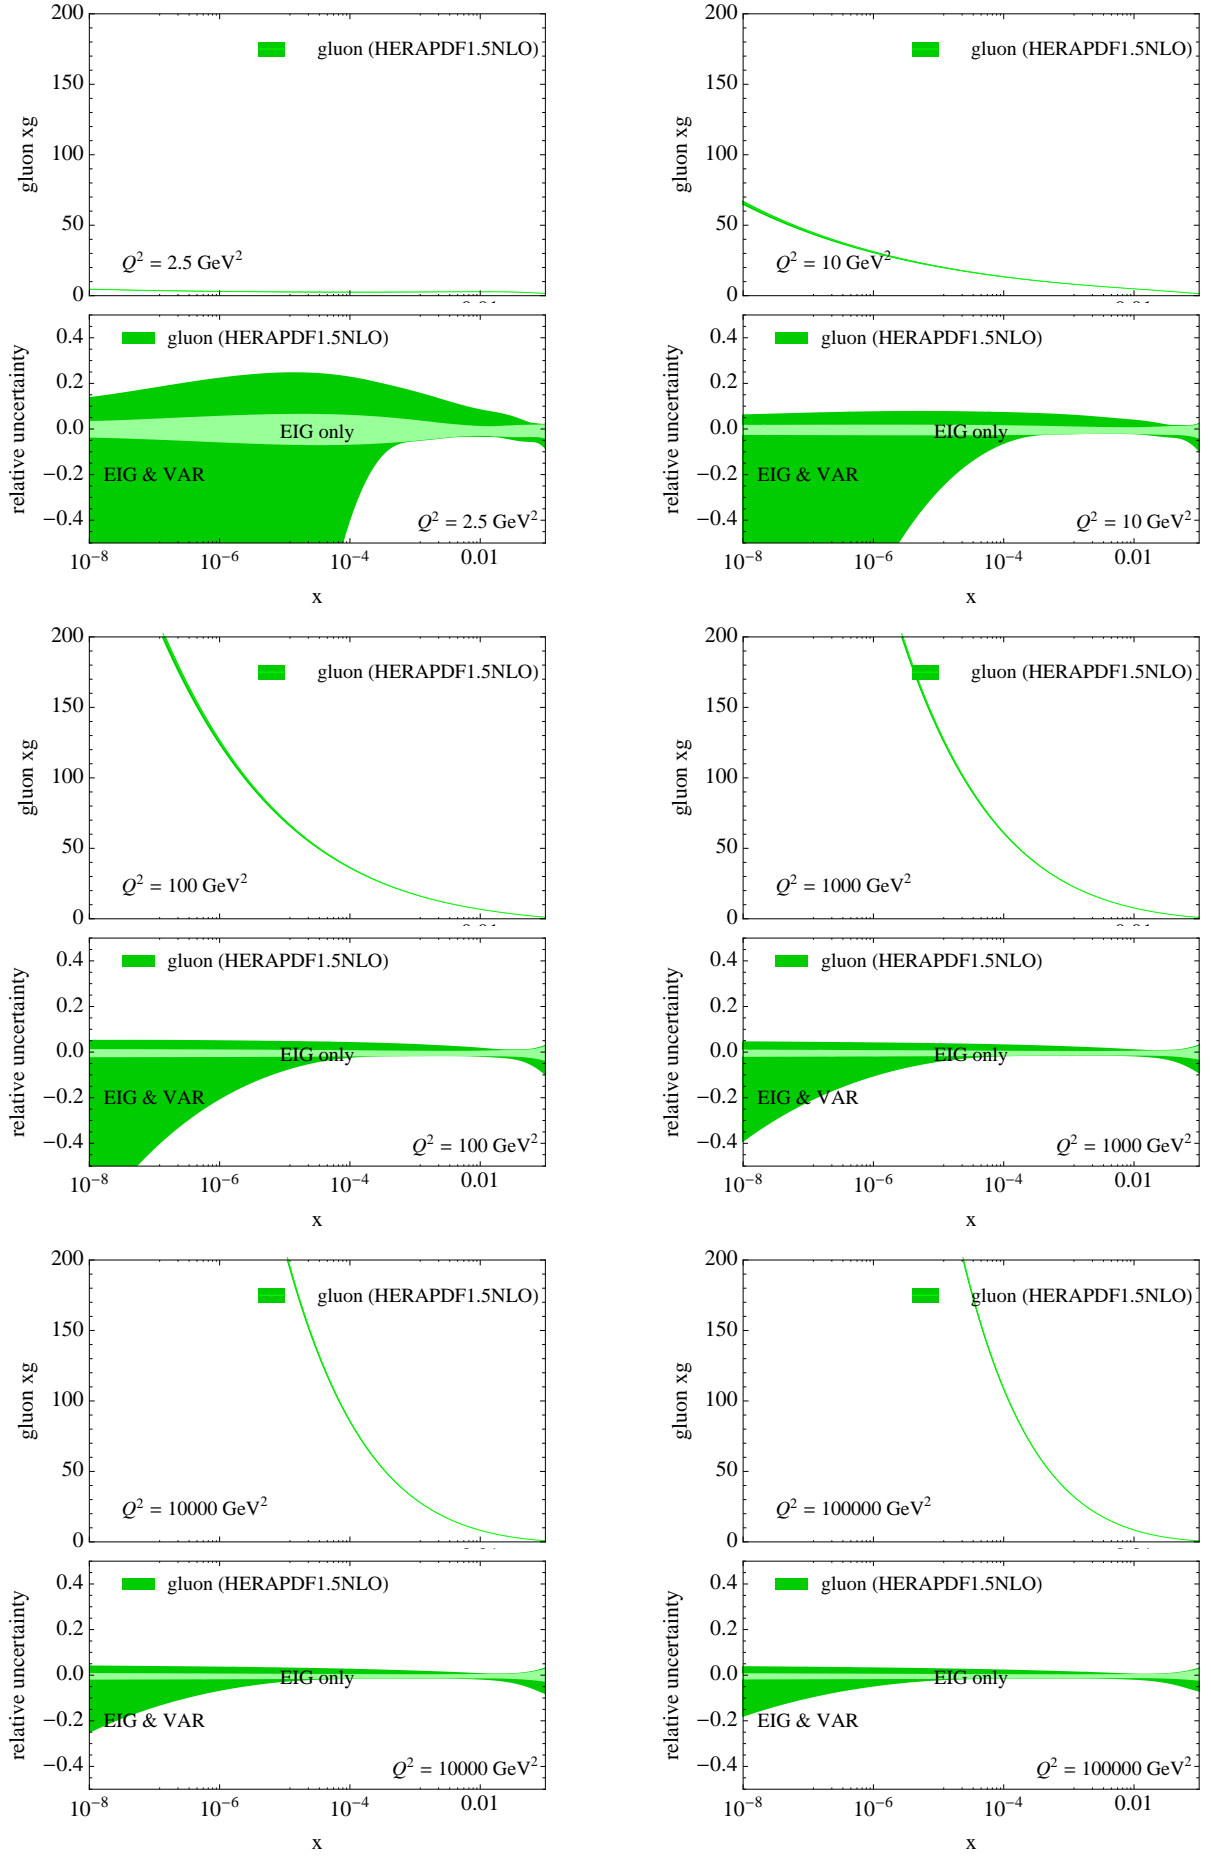 200
150
100
50
0
gluon xg
gluon (HERAPDF1.5NLO)
Q² = 2.5 GeV²
200
150
100
50
0
gluon xg
gluon (HERAPDF1.5NLO)
Q² = 10 GeV²
0.4
0.2
0.0
−0.2
−0.4
relative uncertainty
gluon (HERAPDF1.5NLO)
EIG only
EIG & VAR
Q² = 2.5 GeV²
10⁻⁸ 10⁻⁶ 10⁻⁴ 0.01
x
0.4
0.2
0.0
−0.2
−0.4
relative uncertainty
gluon (HERAPDF1.5NLO)
EIG only
EIG & VAR
Q² = 10 GeV²
10⁻⁸ 10⁻⁶ 10⁻⁴ 0.01
x
200
150
100
50
0
gluon xg
gluon (HERAPDF1.5NLO)
Q² = 100 GeV²
200
150
100
50
0
gluon xg
gluon (HERAPDF1.5NLO)
Q² = 1000 GeV²
0.4
0.2
0.0
−0.2
−0.4
relative uncertainty
gluon (HERAPDF1.5NLO)
EIG only
EIG & VAR
Q² = 100 GeV²
10⁻⁸ 10⁻⁶ 10⁻⁴ 0.01
x
0.4
0.2
0.0
−0.2
−0.4
relative uncertainty
gluon (HERAPDF1.5NLO)
EIG only
EIG & VAR
Q² = 1000 GeV²
10⁻⁸ 10⁻⁶ 10⁻⁴ 0.01
x
200
150
100
50
0
gluon xg
gluon (HERAPDF1.5NLO)
Q² = 10000 GeV²
200
150
100
50
0
gluon xg
gluon (HERAPDF1.5NLO)
Q² = 100000 GeV²
0.4
0.2
0.0
−0.2
−0.4
relative uncertainty
gluon (HERAPDF1.5NLO)
EIG only
EIG & VAR
Q² = 10000 GeV²
10⁻⁸ 10⁻⁶ 10⁻⁴ 0.01
x
0.4
0.2
0.0
−0.2
−0.4
relative uncertainty
gluon (HERAPDF1.5NLO)
EIG only
EIG & VAR
Q² = 100000 GeV²
10⁻⁸ 10⁻⁶ 10⁻⁴ 0.01
x